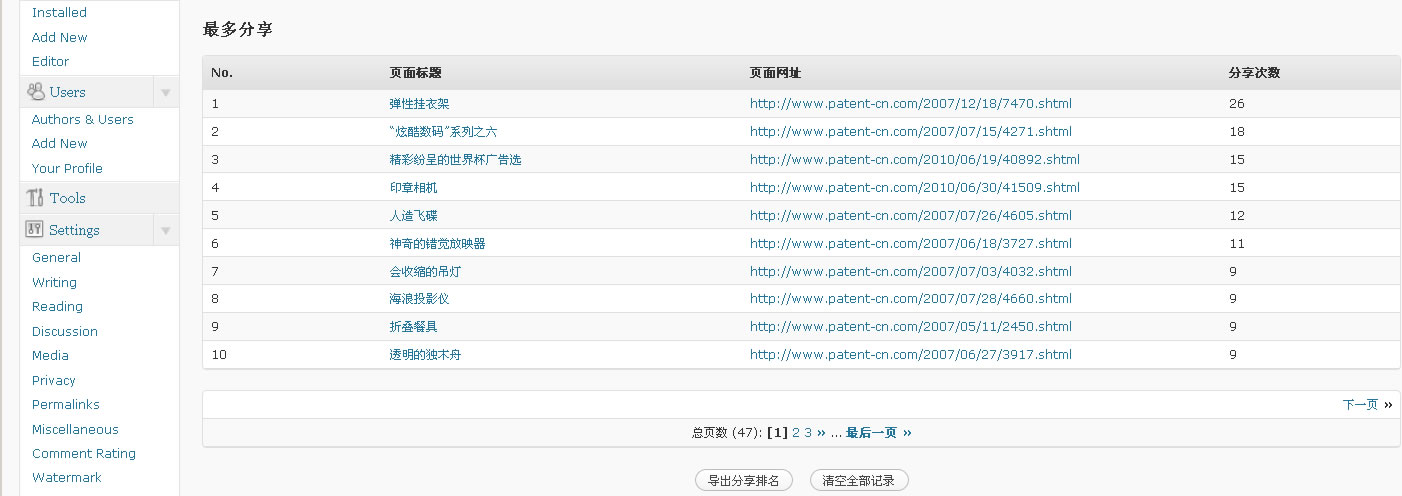 Installed
Add New
Editor
Users
Authors & Users
Add New
Your Profile
Tools
Settings
General
Writing
Reading
Discussion
Media
Privacy
Permalinks
Miscellaneous
Comment Rating
Watermark
最多分享
No. 页面标题 页面网址 分享次数
1 弹性挂衣架 http://www.patent-cn.com/2007/12/18/7470.shtml 26
2 “炫酷数码”系列之六 http://www.patent-cn.com/2007/07/15/4271.shtml 18
3 精彩纷呈的世界杯广告选 http://www.patent-cn.com/2010/06/19/40892.shtml 15
4 印章相机 http://www.patent-cn.com/2010/06/30/41509.shtml 15
5 人造飞碟 http://www.patent-cn.com/2007/07/26/4605.shtml 12
6 神奇的错觉放映器 http://www.patent-cn.com/2007/06/18/3727.shtml 11
7 会收缩的吊灯 http://www.patent-cn.com/2007/07/03/4032.shtml 9
8 海浪投影仪 http://www.patent-cn.com/2007/07/28/4660.shtml 9
9 折叠餐具 http://www.patent-cn.com/2007/05/11/2450.shtml 9
10 透明的独木舟 http://www.patent-cn.com/2007/06/27/3917.shtml 9
下一页 »
总页数 (47): [1] 2 3 » ... 最后一页 »
导出分享排名 清空全部记录